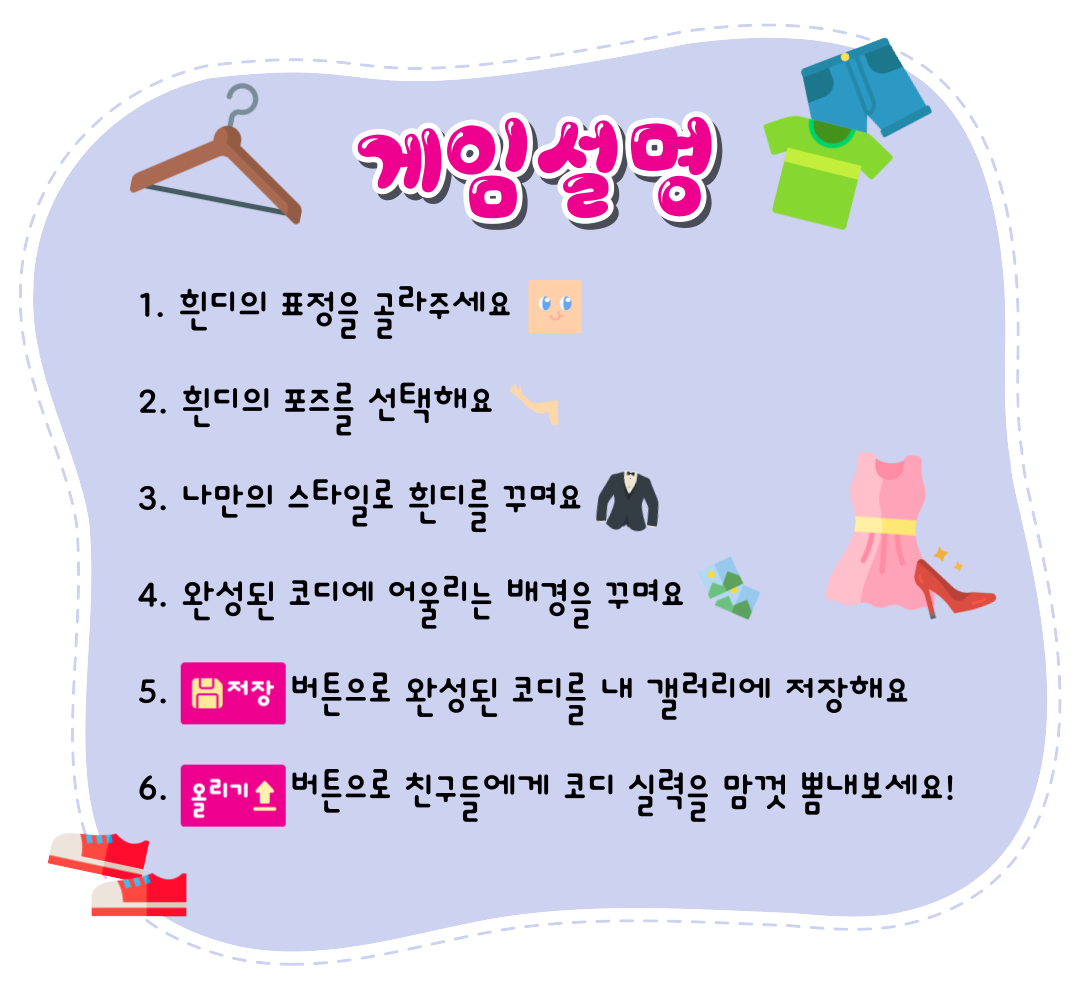 게임설명
1. 흰디의 표정을 골라주세요
2. 흰디의 포즈를 선택해요
3. 나만의 스타일로 흰디를 꾸며요
4. 완성된 코디에 어울리는 배경을 꾸며요
5. 저장 버튼으로 완성된 코디를 내 갤러리에 저장해요
6. 올리기 버튼으로 친구들에게 코디 실력을 맘껏 뽐내보세요!